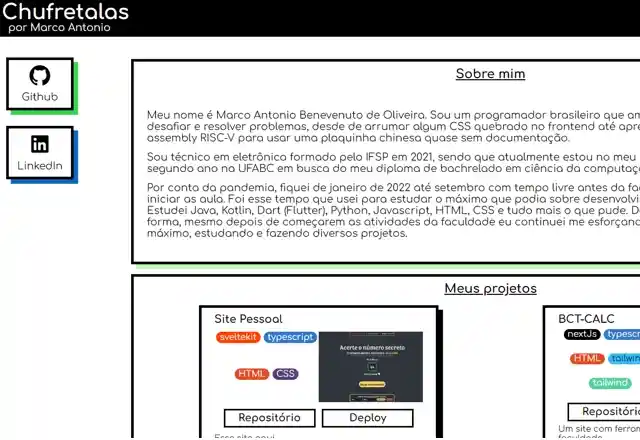 Chufretalas
por Marco Antonio
Github
LinkedIn
Sobre mim
Meu nome é Marco Antonio Benevenuto de Oliveira. Sou um programador brasileiro que am
desafiar e resolver problemas, desde de arrumar algum CSS quebrado no frontend até apre
assembly RISC-V para usar uma plaquinha chinesa quase sem documentação.
Sou técnico em eletrônico formado pelo IFSP em 2021, sendo que atualmente estou no meu
segundo ano na UFABC em busca do meu diploma de bachrelado em ciência da computaç
Por conta da pandemia, fiquei de janeiro de 2022 até setembro com tempo livre antes da fa
iniciar as aulas. Foi esse tempo que usei para estudar o máximo que podia sobre desenvolvi
Estudei Java, Kotlin, Dart (Flutter), Python, Javascript, HTML, CSS e tudo mais o que pude. D
forma, mesmo depois de começarem as atividades da faculdade eu continuei me esforçand
máximo, estudando e fazendo diversos projetos.
Meus projetos
Site Pessoal
sveltekit typescript
HTML CSS
Acerte o número secreto
Repositório Deploy
Esse site aqui
BCT-CALC
nextJs typesc
HTML tailwin
tailwind
Repositó
Um site com ferram
faculdade